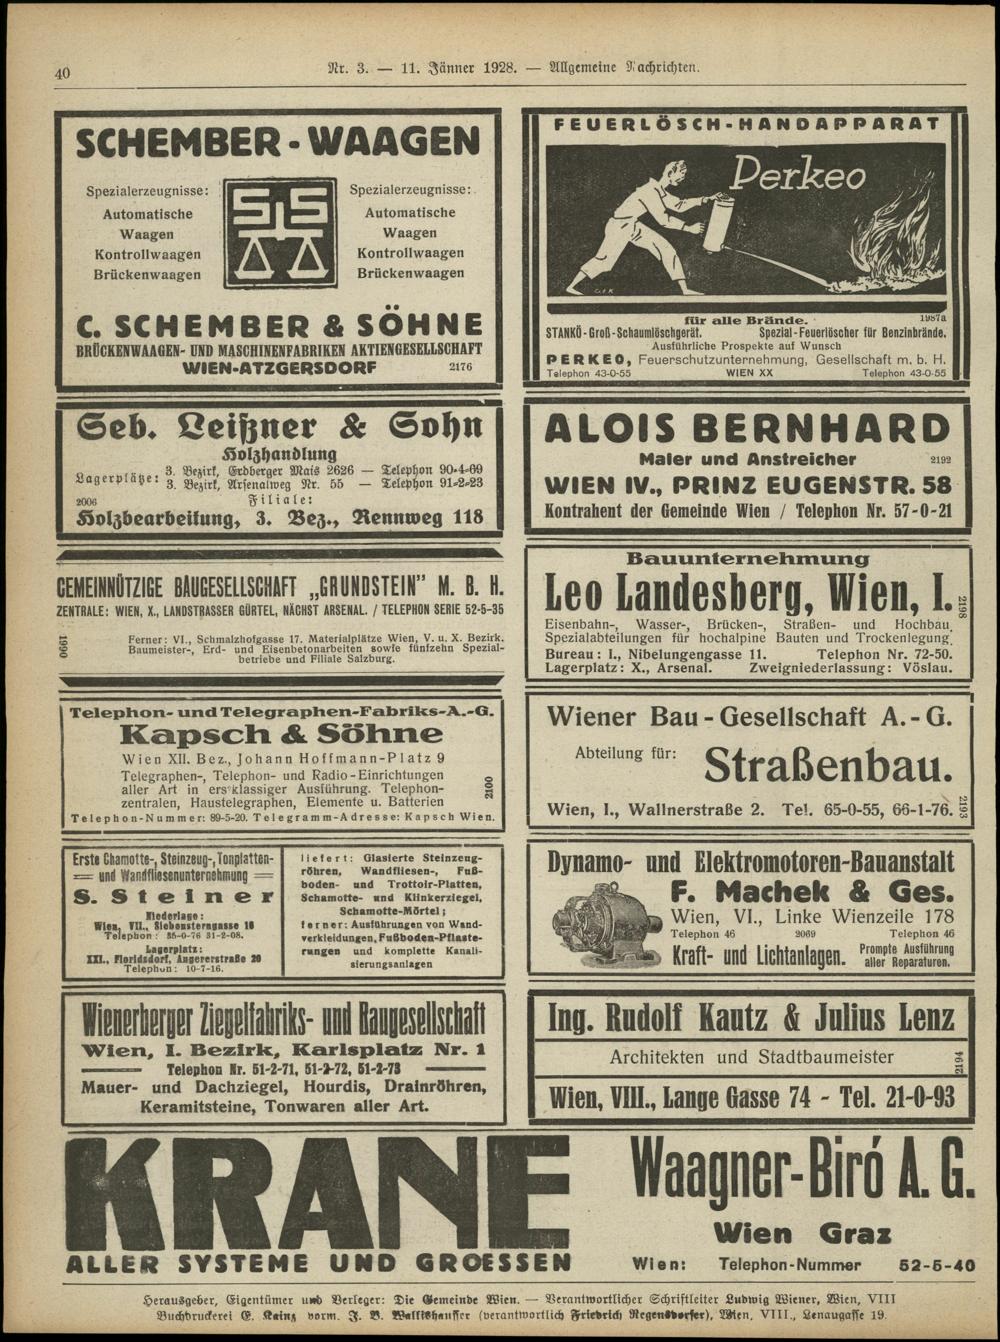 40
Nr. 3. — 11. Jänner 1928. — Allgemeine Nachrichten.
SCHEMBER - WAAGEN
Spezialerzeugnisse:
Automatische
Waagen
Kontrollwaagen
Brückenwaagen
Spezialerzeugnisse:
Automatische
Waagen
Kontrollwaagen
Brückenwaagen
C. SCHEMBER & SÖHNE
BRÜCKENWAAGEN- UND MASCHINENFABRIKEN AKTIENGESELLSCHAFT
WIEN-ATZGERSDORF 2176
FEUERLÖSCH-HANDAPPARAT
Perkeo
für alle Brände. 1987a
STANKÖ-Groß-Schaumlöschgerät. Spezial-Feuerlöscher für Benzinbrände.
Ausführliche Prospekte auf Wunsch
PERKEO, Feuerschutzunternehmung, Gesellschaft m. b. H.
Telephon 43-0-55 WIEN XX Telephon 43-0-55
Seb. Leißner & Sohn
Holzhandlung
Lagerplätze: 3. Bezirk, Erdberger Mais 2626 — Telephon 90-4-69
3. Bezirk, Arsenalweg Nr. 55 — Telephon 91-2-23
2006 Filiale:
Holzbearbeitung, 3. Bez., Rennweg 118
ALOIS BERNHARD
Maler und Anstreicher 2192
WIEN IV., PRINZ EUGENSTR. 58
Kontrahent der Gemeinde Wien / Telephon Nr. 57-0-21
GEMEINNÜTZIGE BAUGESELLSCHAFT „GRUNDSTEIN” M. B. H.
ZENTRALE: WIEN, X., LANDSTRASSER GÜRTEL, NÄCHST ARSENAL. / TELEPHON SERIE 52-5-35
1990
Ferner: VI., Schmalzhofgasse 17. Materialplätze Wien, V. u. X. Bezirk.
Baumeister-, Erd- und Eisenbetonarbeiten sowie fünfzehn Spezial-
betriebe und Filiale Salzburg.
Bauunternehmung
Leo Landesberg, Wien, I.
2198
Eisenbahn-, Wasser-, Brücken-, Straßen- und Hochbau
Spezialabteilungen für hochalpine Bauten und Trockenlegung
Bureau: I., Nibelungengasse 11. Telephon Nr. 72-50.
Lagerplatz: X., Arsenal. Zweigniederlassung: Vöslau.
Telephon- und Telegraphen-Fabriks-A.-G.
Kapsch & Söhne
Wien XII. Bez., Johann Hoffmann-Platz 9
Telegraphen-, Telephon- und Radio-Einrichtungen
aller Art in erstklassiger Ausführung. Telephon-
zentralen, Haustelegraphen, Elemente u. Batterien
2100
Telephon-Nummer: 89-5-20. Telegramm-Adresse: Kapsch Wien.
Wiener Bau-Gesellschaft A.-G.
Abteilung für: Straßenbau.
Wien, I., Wallnerstraße 2. Tel. 65-0-55, 66-1-76.
2193
Erste Chamotte-, Steinzeug-, Tonplatten-
und Wandfliesenunternehmung
S. Steiner
Niederlage:
Wien, VII., Siebensterngasse 16
Telephon: 35-0-76 31-2-08.
Lagerplatz:
XXI., Floridsdorf, Angererstraße 20
Telephon: 10-7-16.
liefert: Glasierte Steinzeug-
röhren, Wandfliesen-, Fuß-
boden- und Trottoir-Platten,
Schamotte- und Klinkerziegel,
Schamotte-Mörtel;
ferner: Ausführungen von Wand-
verkleidungen, Fußboden-Pflaste-
rungen und komplette Kanali-
sierungsanlagen
Dynamo- und Elektromotoren-Bauanstalt
F. Machek & Ges.
Wien, VI., Linke Wienzeile 178
Telephon 46 2069 Telephon 46
Kraft- und Lichtanlagen. Prompte Ausführung
aller Reparaturen.
Wienerberger Ziegelfabriks- und Baugesellschaft
Wien, I. Bezirk, Karlsplatz Nr. 1
Telephon Nr. 51-2-71, 51-2-72, 51-2-73
Mauer- und Dachziegel, Hourdis, Drainröhren,
Keramitsteine, Tonwaren aller Art.
Ing. Rudolf Kautz & Julius Lenz
Architekten und Stadtbaumeister
2194
Wien, VIII., Lange Gasse 74 - Tel. 21-0-93
KRANE
ALLER SYSTEME UND GROESSEN
Waagner-Biró A. G.
Wien Graz
Wien: Telephon-Nummer 52-5-40
Herausgeber, Eigentümer und Verleger: Die Gemeinde Wien. — Verantwortlicher Schriftleiter Ludwig Wiener, Wien, VIII
Buchdruckerei E. Kainz vorm. J. B. Wallishausser (verantwortlich Friedrich Regensdorfer), Wien, VIII., Lenaugasse 19.